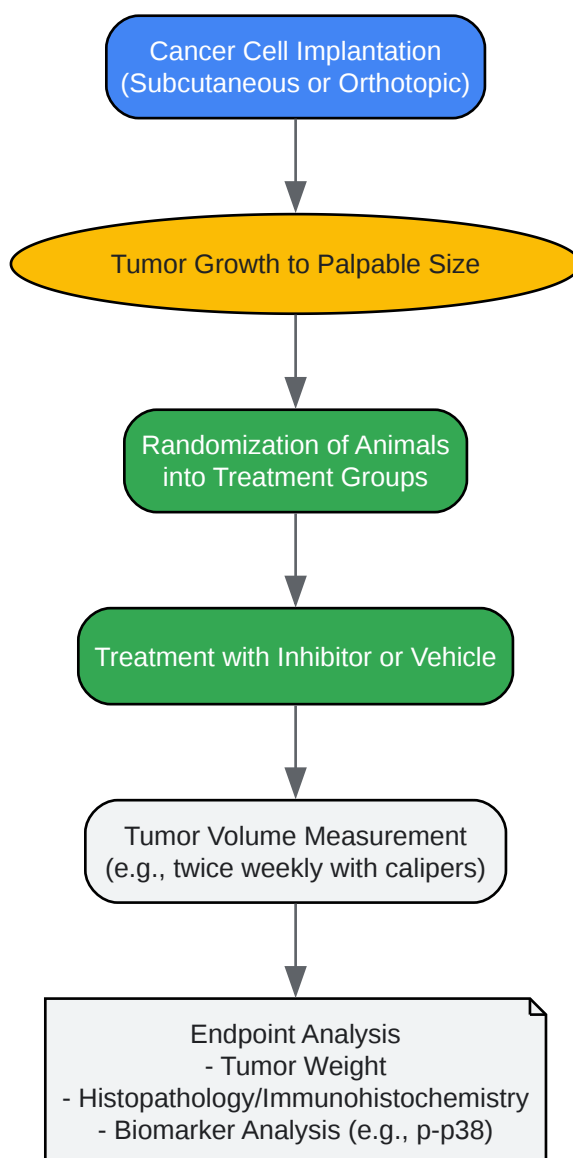 Cancer Cell Implantation
(Subcutaneous or Orthotopic)
Tumor Growth to Palpable Size
Randomization of Animals
into Treatment Groups
Treatment with Inhibitor or Vehicle
Tumor Volume Measurement
(e.g., twice weekly with calipers)
Endpoint Analysis
- Tumor Weight
- Histopathology/Immunohistochemistry
- Biomarker Analysis (e.g., p-p38)